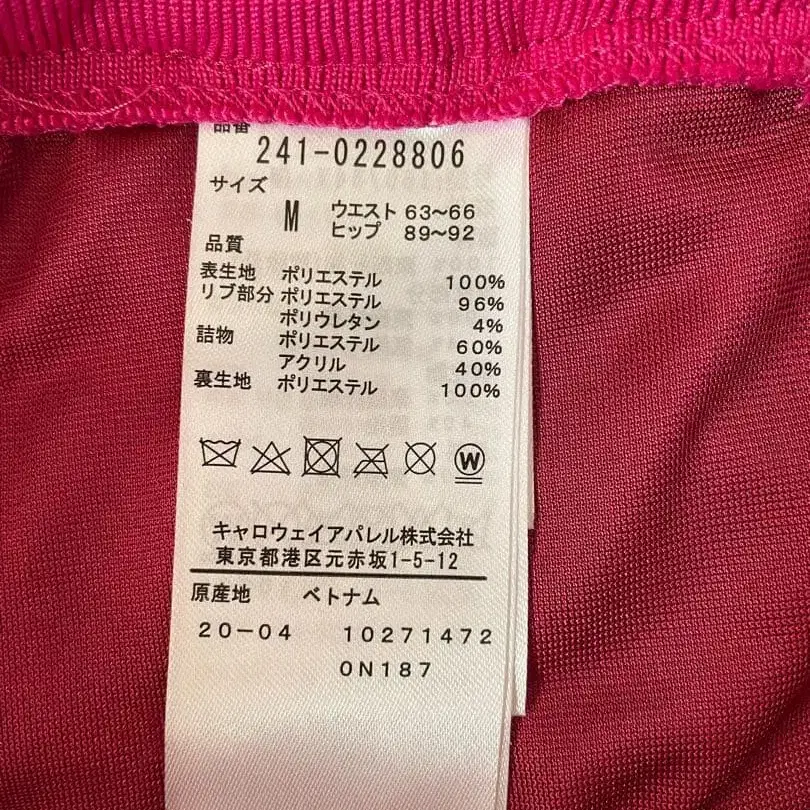 品番
241-0228806
サイズ
M ウエスト 63～66
ヒップ 89～92
品質
表生地 ポリエステル 100%
リブ部分 ポリエステル 96%
ポリウレタン 4%
詰物 ポリエステル 60%
アクリル 40%
裏生地 ポリエステル 100%
W
キャロウェイアパレル株式会社
東京都港区元赤坂1-5-12
原産地 ベトナム
20-04 10271472
0N187